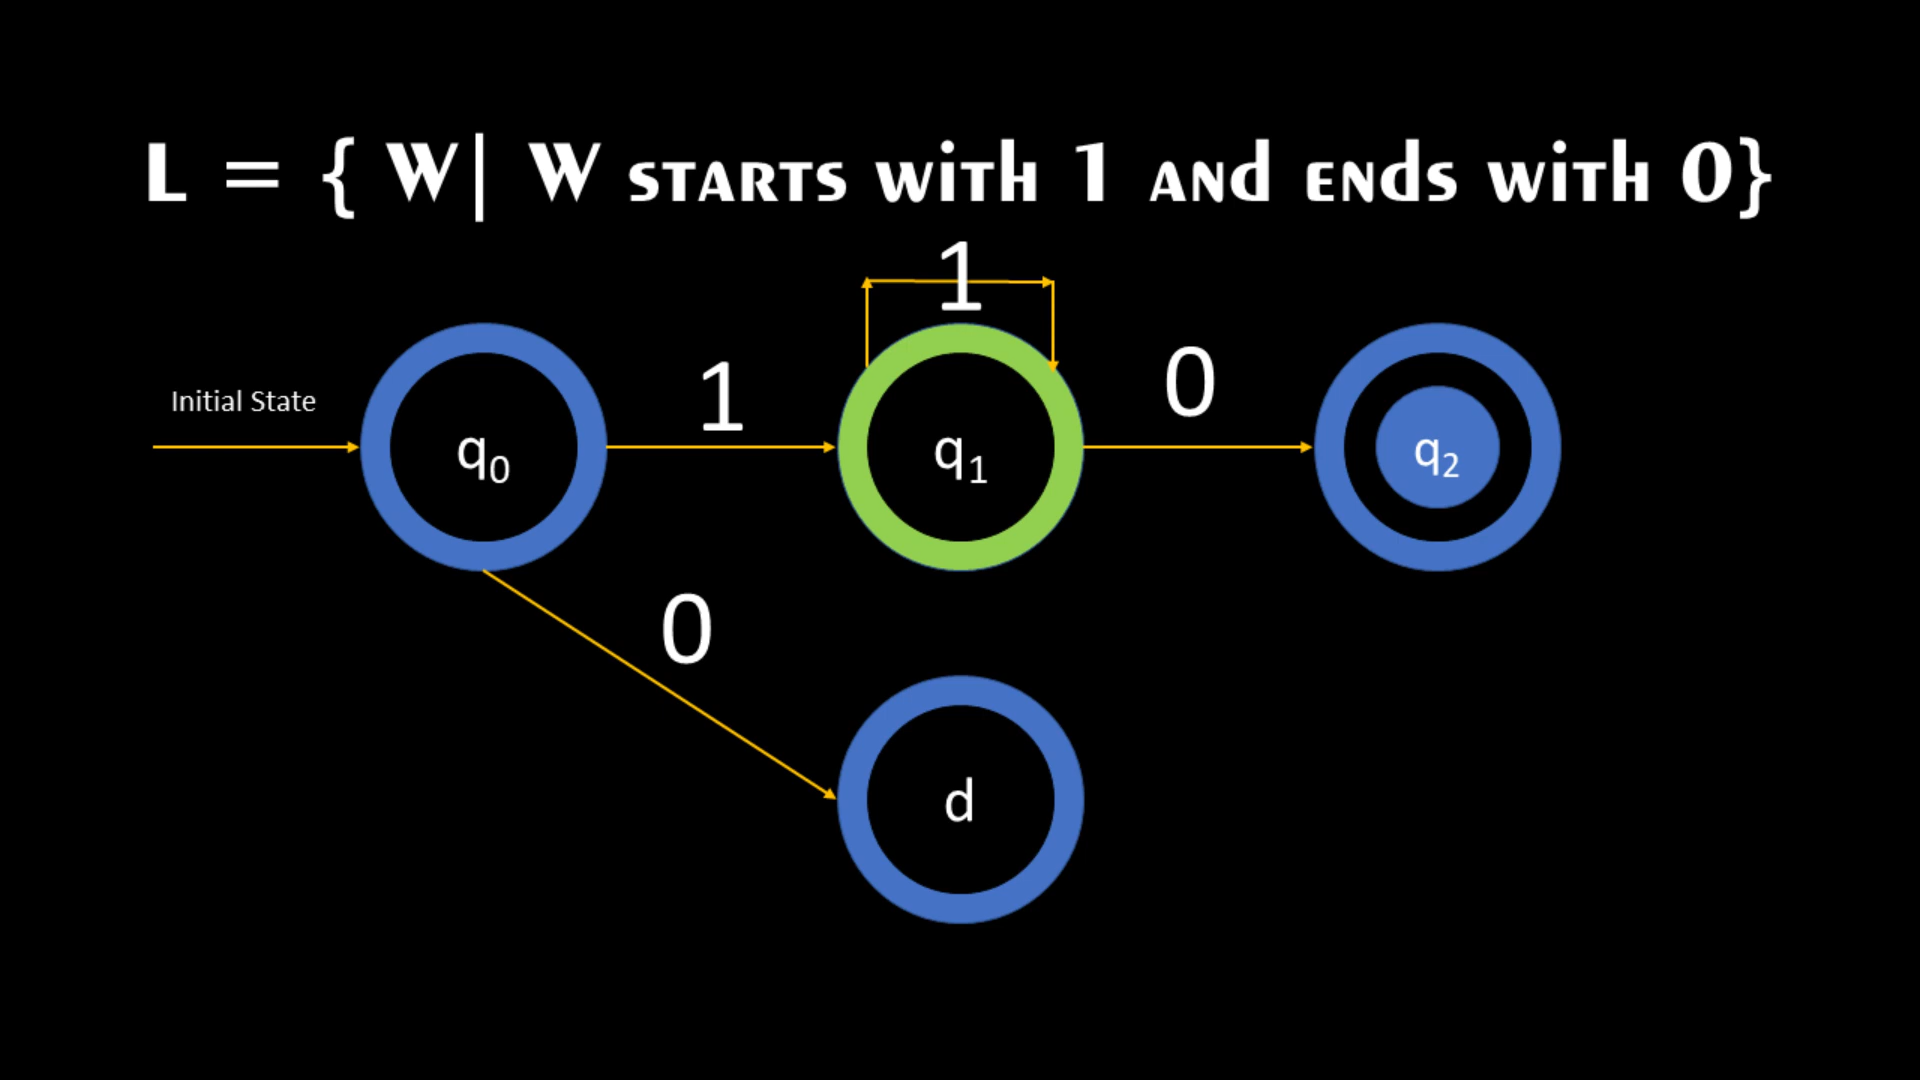 L = { W| W starts with 1 and ends with 0}
1
Initial State
1
0
q0
q1
q2
0
d